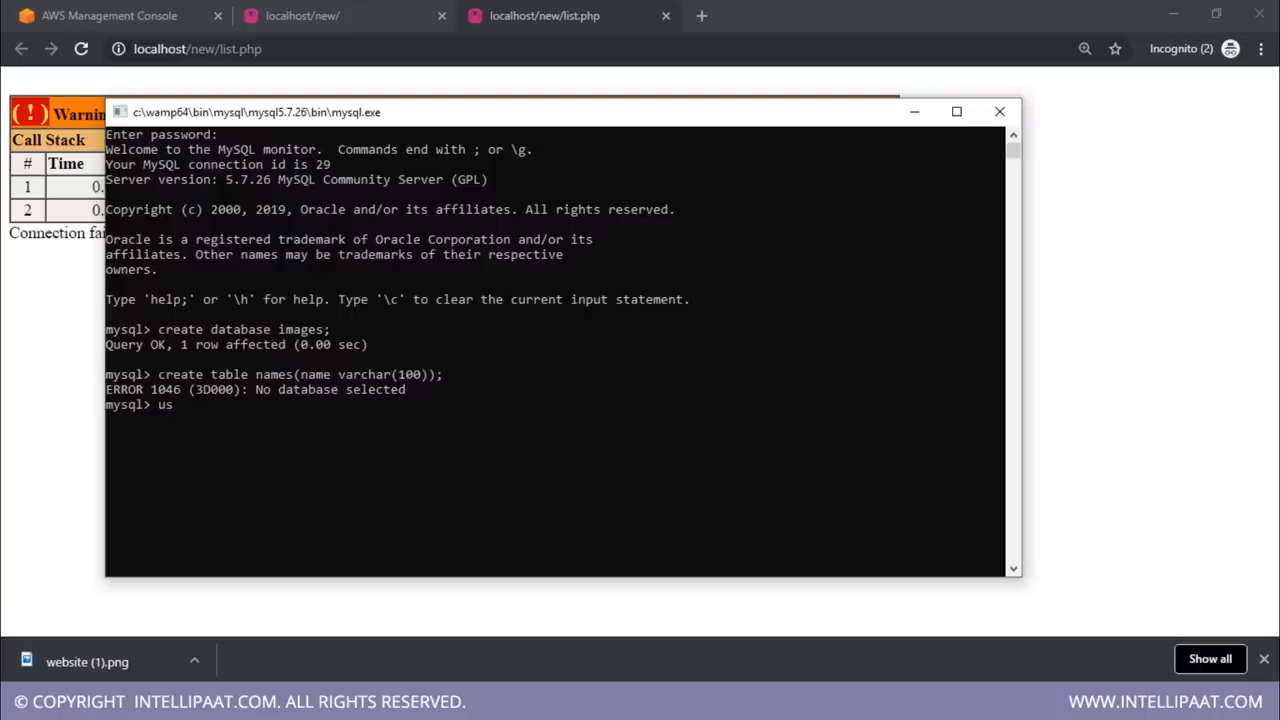 AWS Management Console
localhost/new/
localhost/new/list.php
localhost/new/list.php
Incognito (2)
( ! ) Warnin
Call Stack
# Time
1 0.
2 0.
Connection fai
c:\wamp64\bin\mysql\mysql5.7.26\bin\mysql.exe
Enter password:
Welcome to the MySQL monitor.  Commands end with ; or \g.
Your MySQL connection id is 29
Server version: 5.7.26 MySQL Community Server (GPL)
Copyright (c) 2000, 2019, Oracle and/or its affiliates. All rights reserved.
Oracle is a registered trademark of Oracle Corporation and/or its
affiliates. Other names may be trademarks of their respective
owners.
Type 'help;' or '\h' for help. Type '\c' to clear the current input statement.
mysql> create database images;
Query OK, 1 row affected (0.00 sec)
mysql> create table names(name varchar(100));
ERROR 1046 (3D000): No database selected
mysql> us
website (1).png
Show all
© COPYRIGHT INTELLIPAAT.COM. ALL RIGHTS RESERVED.
WWW.INTELLIPAAT.COM